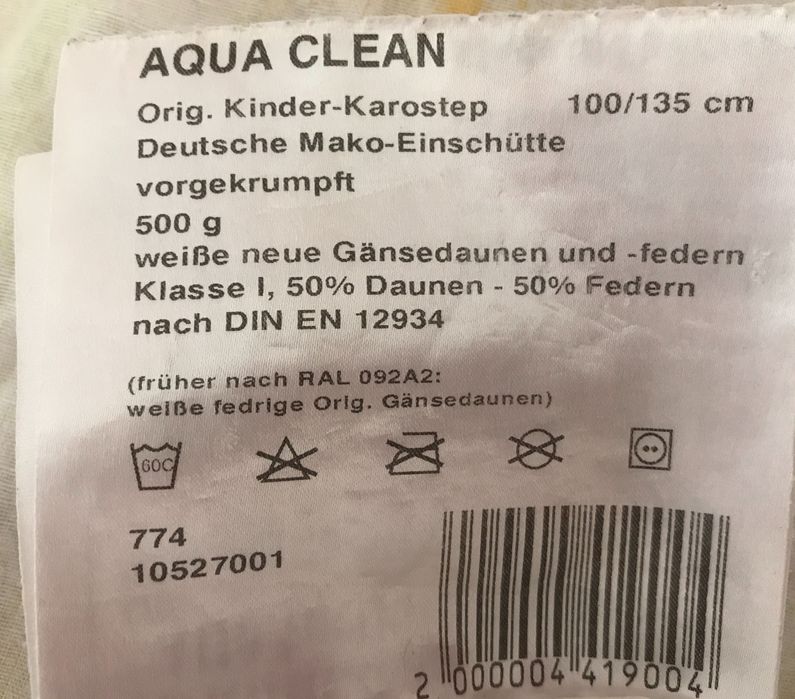 AQUA CLEAN
Orig. Kinder-Karostep 100/135 cm
Deutsche Mako-Einschütte
vorgekrumpft
500 g
weiße neue Gänsedaunen und -federn
Klasse I, 50% Daunen - 50% Federn
nach DIN EN 12934
(früher nach RAL 092A2:
weiße fedrige Orig. Gänsedaunen)
60C
774
10527001
2 000004 419004